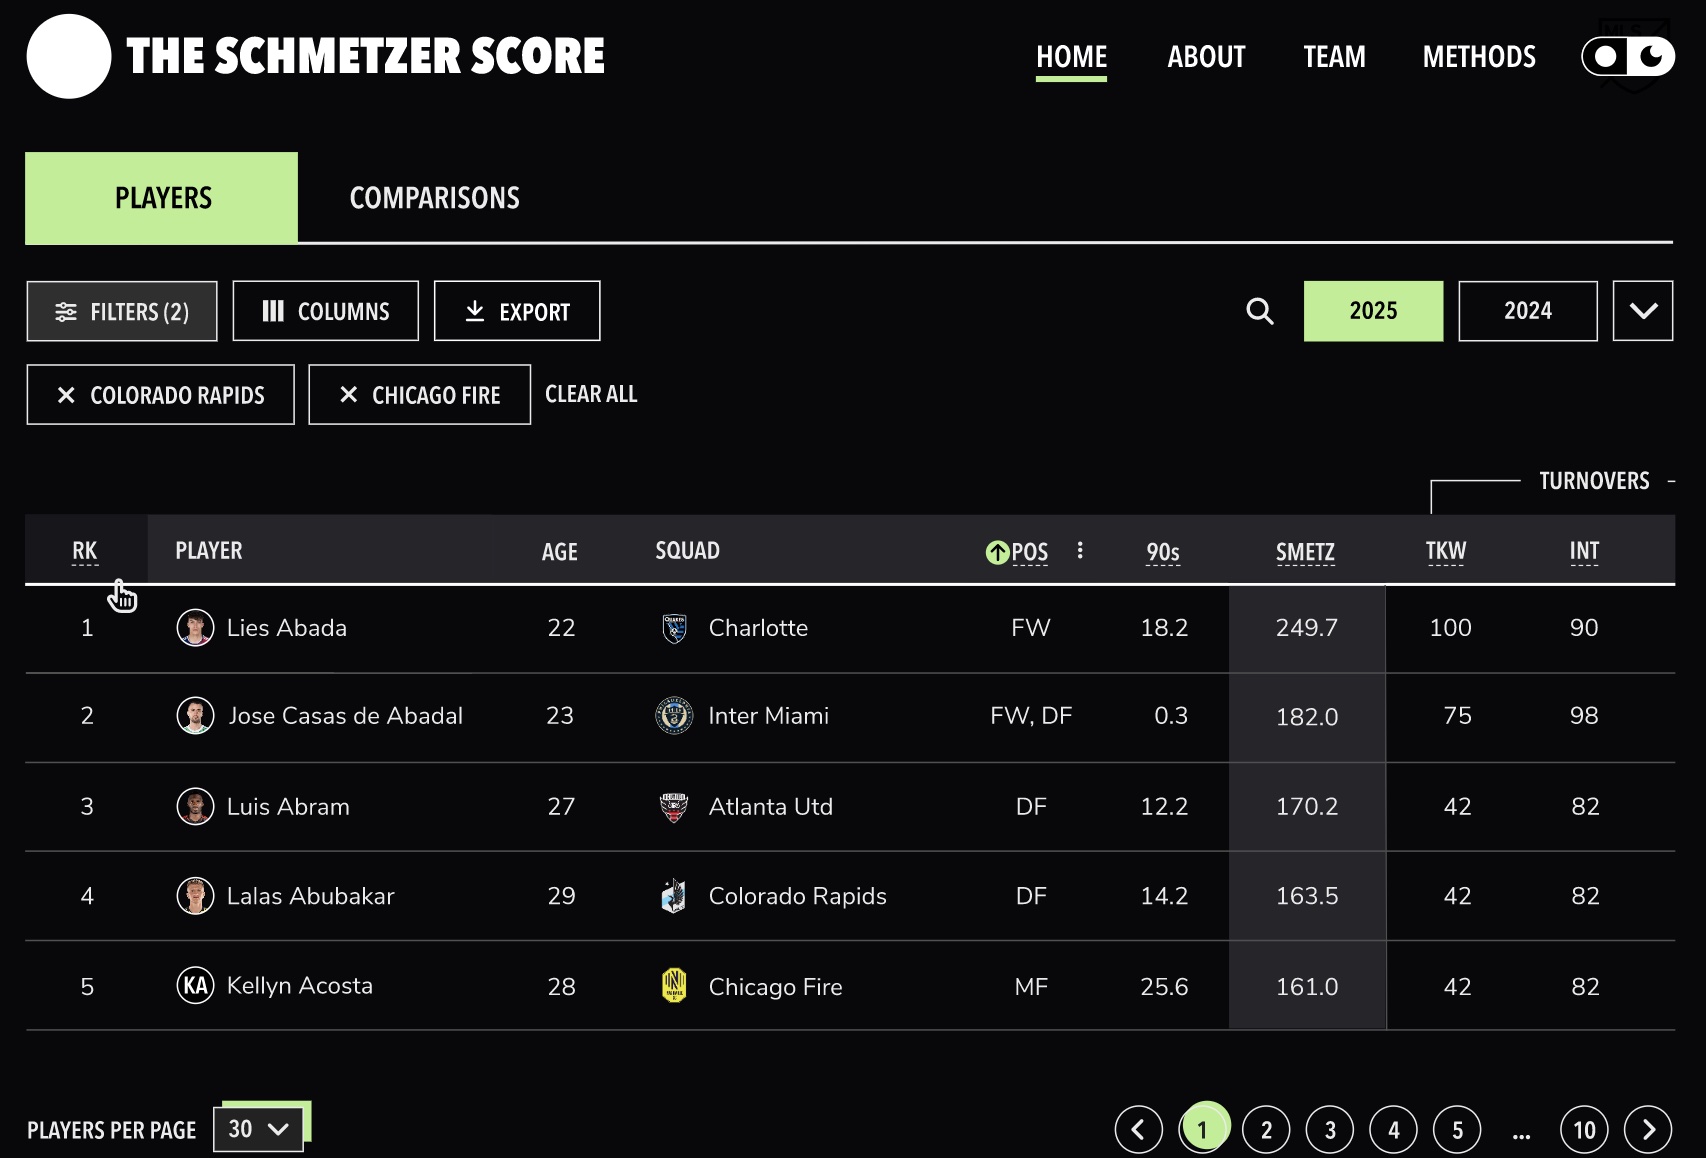 THE SCHMETZER SCORE HOME ABOUT TEAM METHODS
PLAYERS COMPARISONS
FILTERS (2) COLUMNS EXPORT 2025 2024
COLORADO RAPIDS CHICAGO FIRE CLEAR ALL
TURNOVERS
RK PLAYER AGE SQUAD POS 90s SMETZ TKW INT
1 Lies Abada 22 Charlotte FW 18.2 249.7 100 90
2 Jose Casas de Abadal 23 Inter Miami FW, DF 0.3 182.0 75 98
3 Luis Abram 27 Atlanta Utd DF 12.2 170.2 42 82
4 Lalas Abubakar 29 Colorado Rapids DF 14.2 163.5 42 82
5 KA Kellyn Acosta 28 Chicago Fire MF 25.6 161.0 42 82
PLAYERS PER PAGE 30 1 2 3 4 5 ... 10